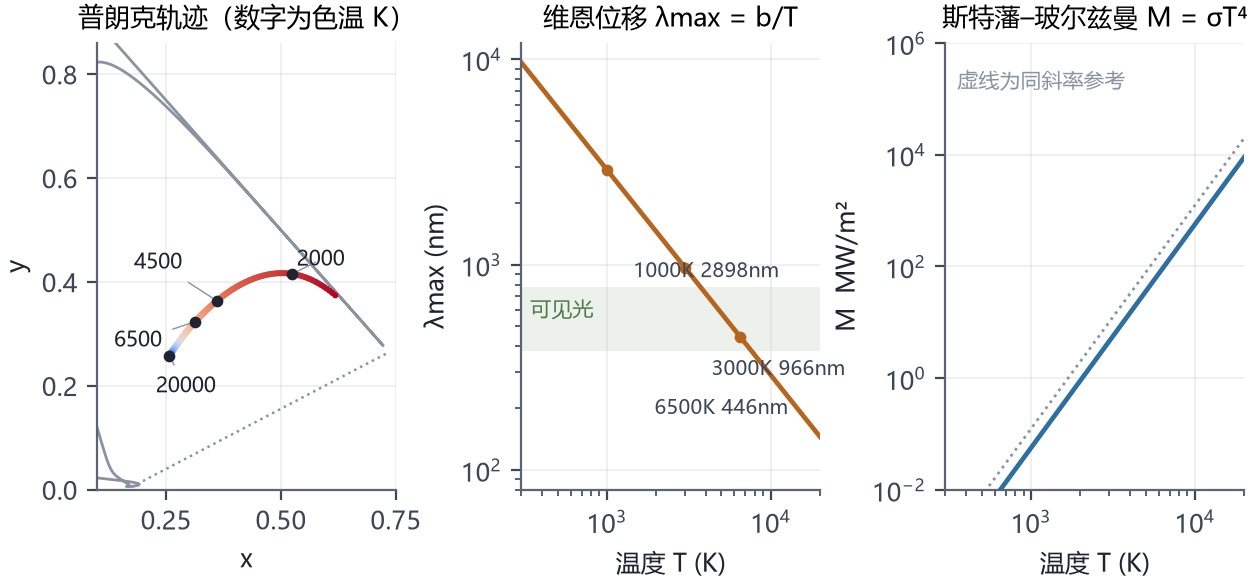 普朗克轨迹（数字为色温 K）
0.8
0.6
0.4
0.2
0.0
y
4500
2000
6500
20000
0.25
0.50
0.75
x
维恩位移 λmax = b/T
10⁴
10³
10²
λmax (nm)
1000K 2898nm
可见光
3000K 966nm
6500K 446nm
10³
10⁴
温度 T (K)
斯特藩–玻尔兹曼 M = σT⁴
10⁶
10⁴
10²
10⁰
10⁻²
M MW/m²
虚线为同斜率参考
10³
10⁴
温度 T (K)